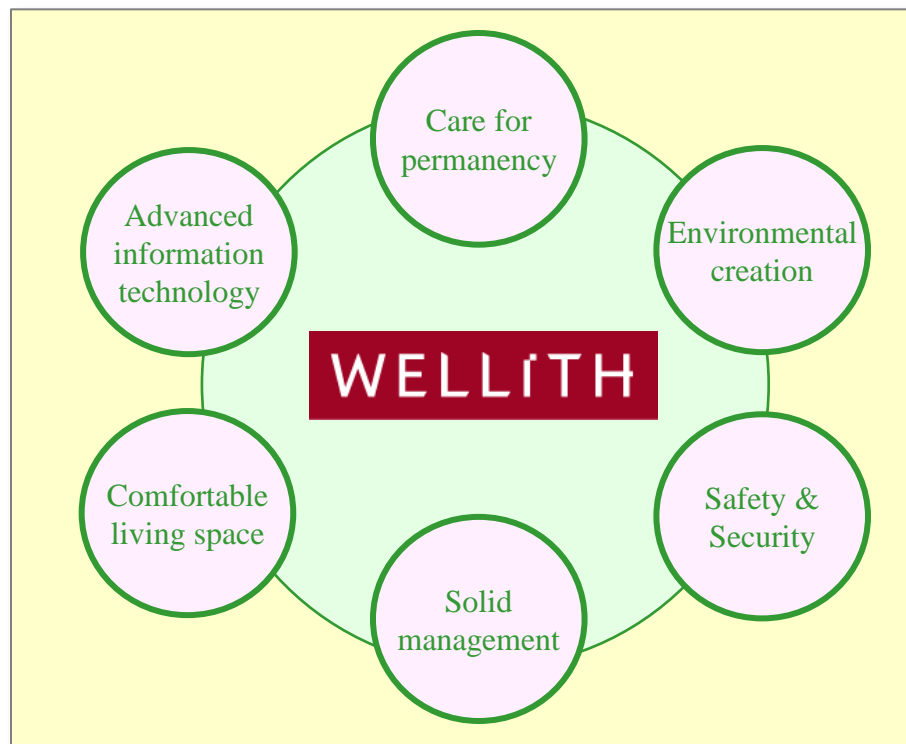 Care for
permanency
Advanced
information
technology
Environmental
creation
WELLiTH
Comfortable
living space
Safety &
Security
Solid
management